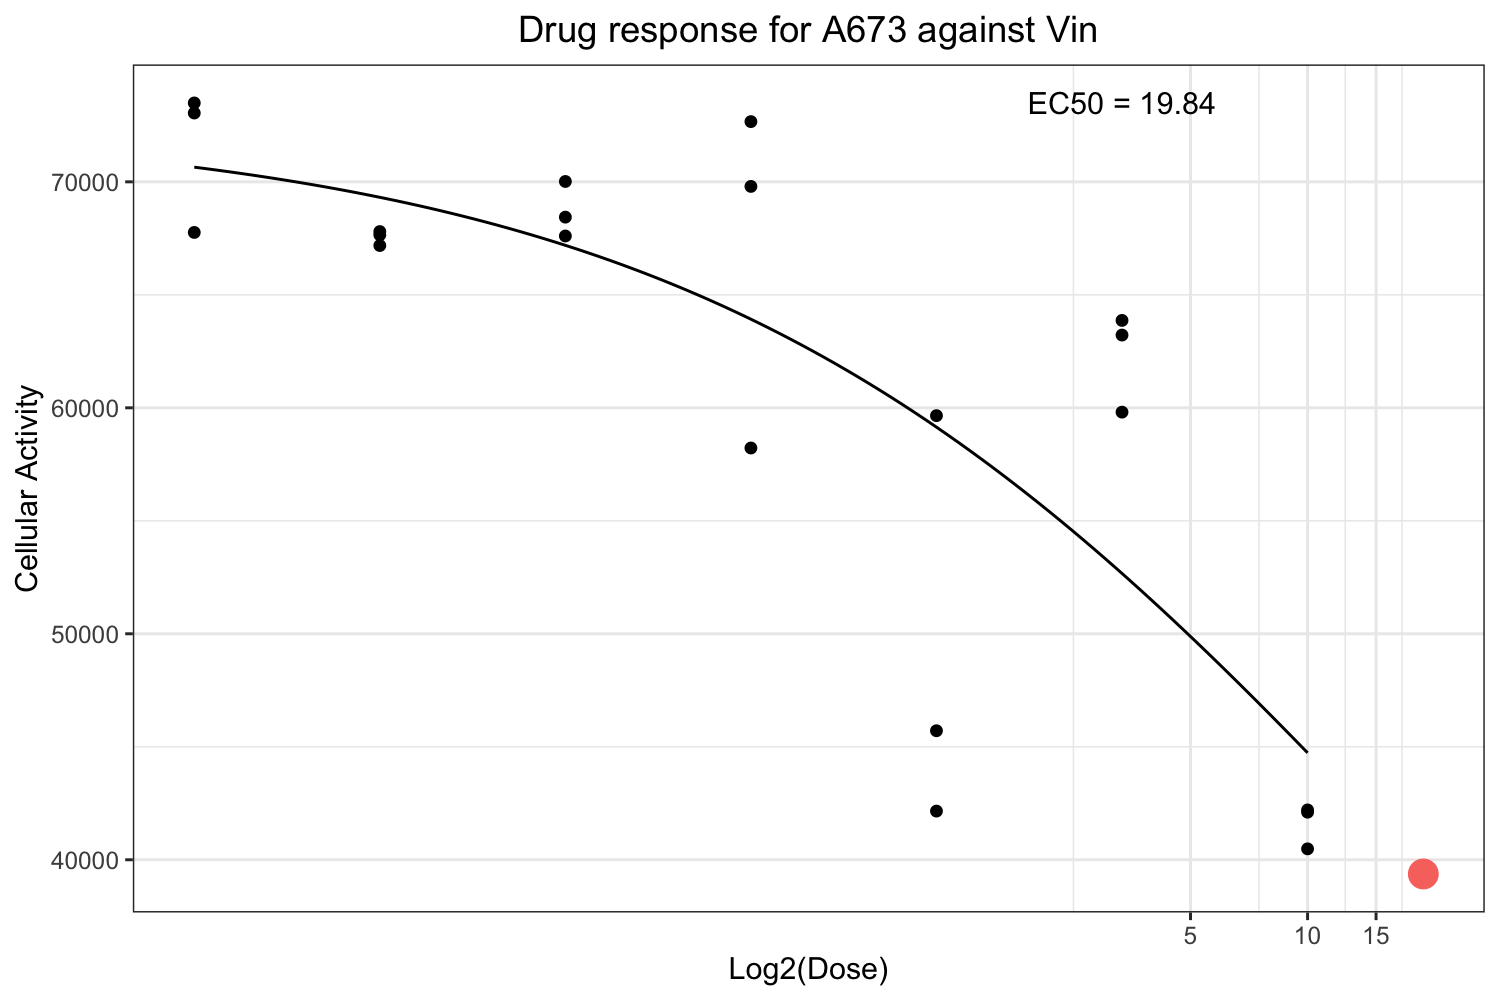 Drug response for A673 against Vin
EC50 = 19.84
70000
60000
50000
40000
Cellular Activity
5 10 15
Log2(Dose)